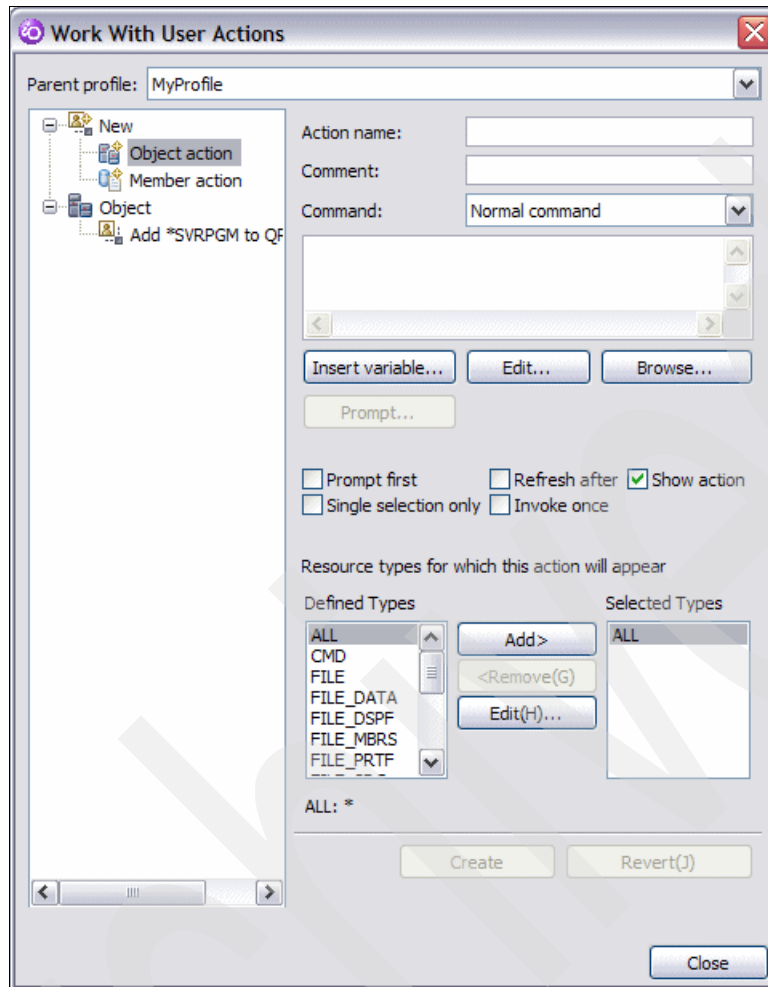 Work With User Actions
Parent profile: MyProfile
New
Object action
Member action
Object
Add *SVRPGM to QF
Action name:
Comment:
Command: Normal command
Insert variable... Edit... Browse...
Prompt...
Prompt first Refresh after Show action
Single selection only Invoke once
Resource types for which this action will appear
Defined Types Selected Types
ALL Add> ALL
CMD
FILE <Remove(G)
FILE_DATA
FILE_DSPF Edit(H)...
FILE_MBRS
FILE_PRTF
ALL: *
Create Revert(J)
Close